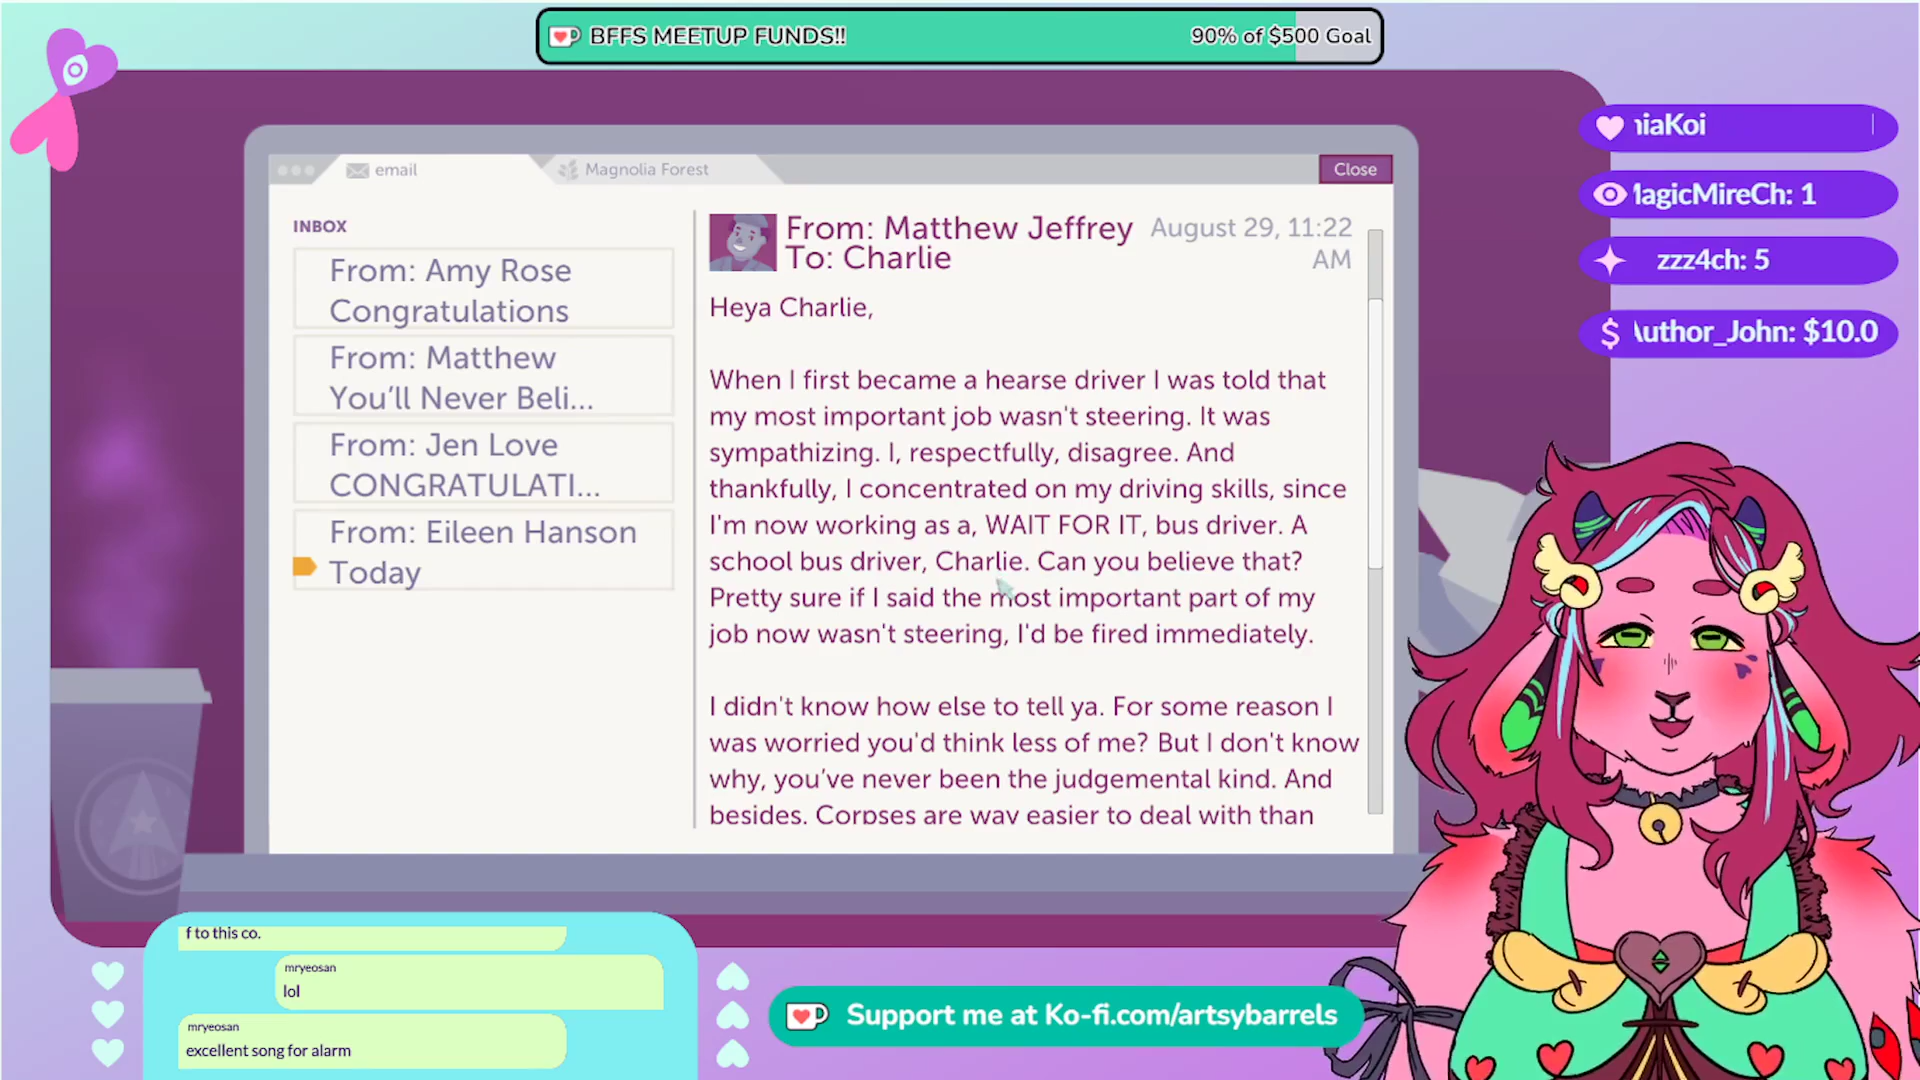 BFFS MEETUP FUNDS!!
90% of $500 Goal
email
Magnolia Forest
Close
INBOX
From: Amy Rose
Congratulations
From: Matthew
You’ll Never Beli...
From: Jen Love
CONGRATULATI...
From: Eileen Hanson
Today
From: Matthew Jeffrey
To: Charlie
August 29, 11:22
AM
Heya Charlie,
When I first became a hearse driver I was told that
my most important job wasn't steering. It was
sympathizing. I, respectfully, disagree. And
thankfully, I concentrated on my driving skills, since
I'm now working as a, WAIT FOR IT, bus driver. A
school bus driver, Charlie. Can you believe that?
Pretty sure if I said the most important part of my
job now wasn't steering, I'd be fired immediately.
I didn't know how else to tell ya. For some reason I
was worried you'd think less of me? But I don't know
why, you’ve never been the judgemental kind. And
besides. Corpses are way easier to deal with than
niaKoi
MagicMireCh: 1
zzz4ch: 5
$ Author_John: $10.0
f to this co.
mryeosan
lol
mryeosan
excellent song for alarm
Support me at Ko-fi.com/artsybarrels